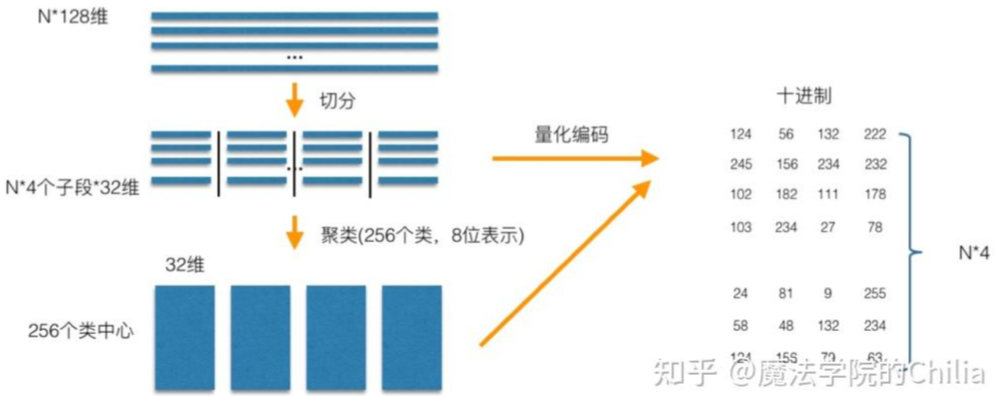 N*128维
...
切分
N*4个子段*32维
...
聚类(256个类，8位表示)
32维
256个类中心
量化编码
十进制
124 56 132 222
245 156 234 232
102 182 111 178
103 234 27 78
24 81 9 255
58 48 132 234
124 156 79 63
N*4
知乎 @魔法学院的Chilia